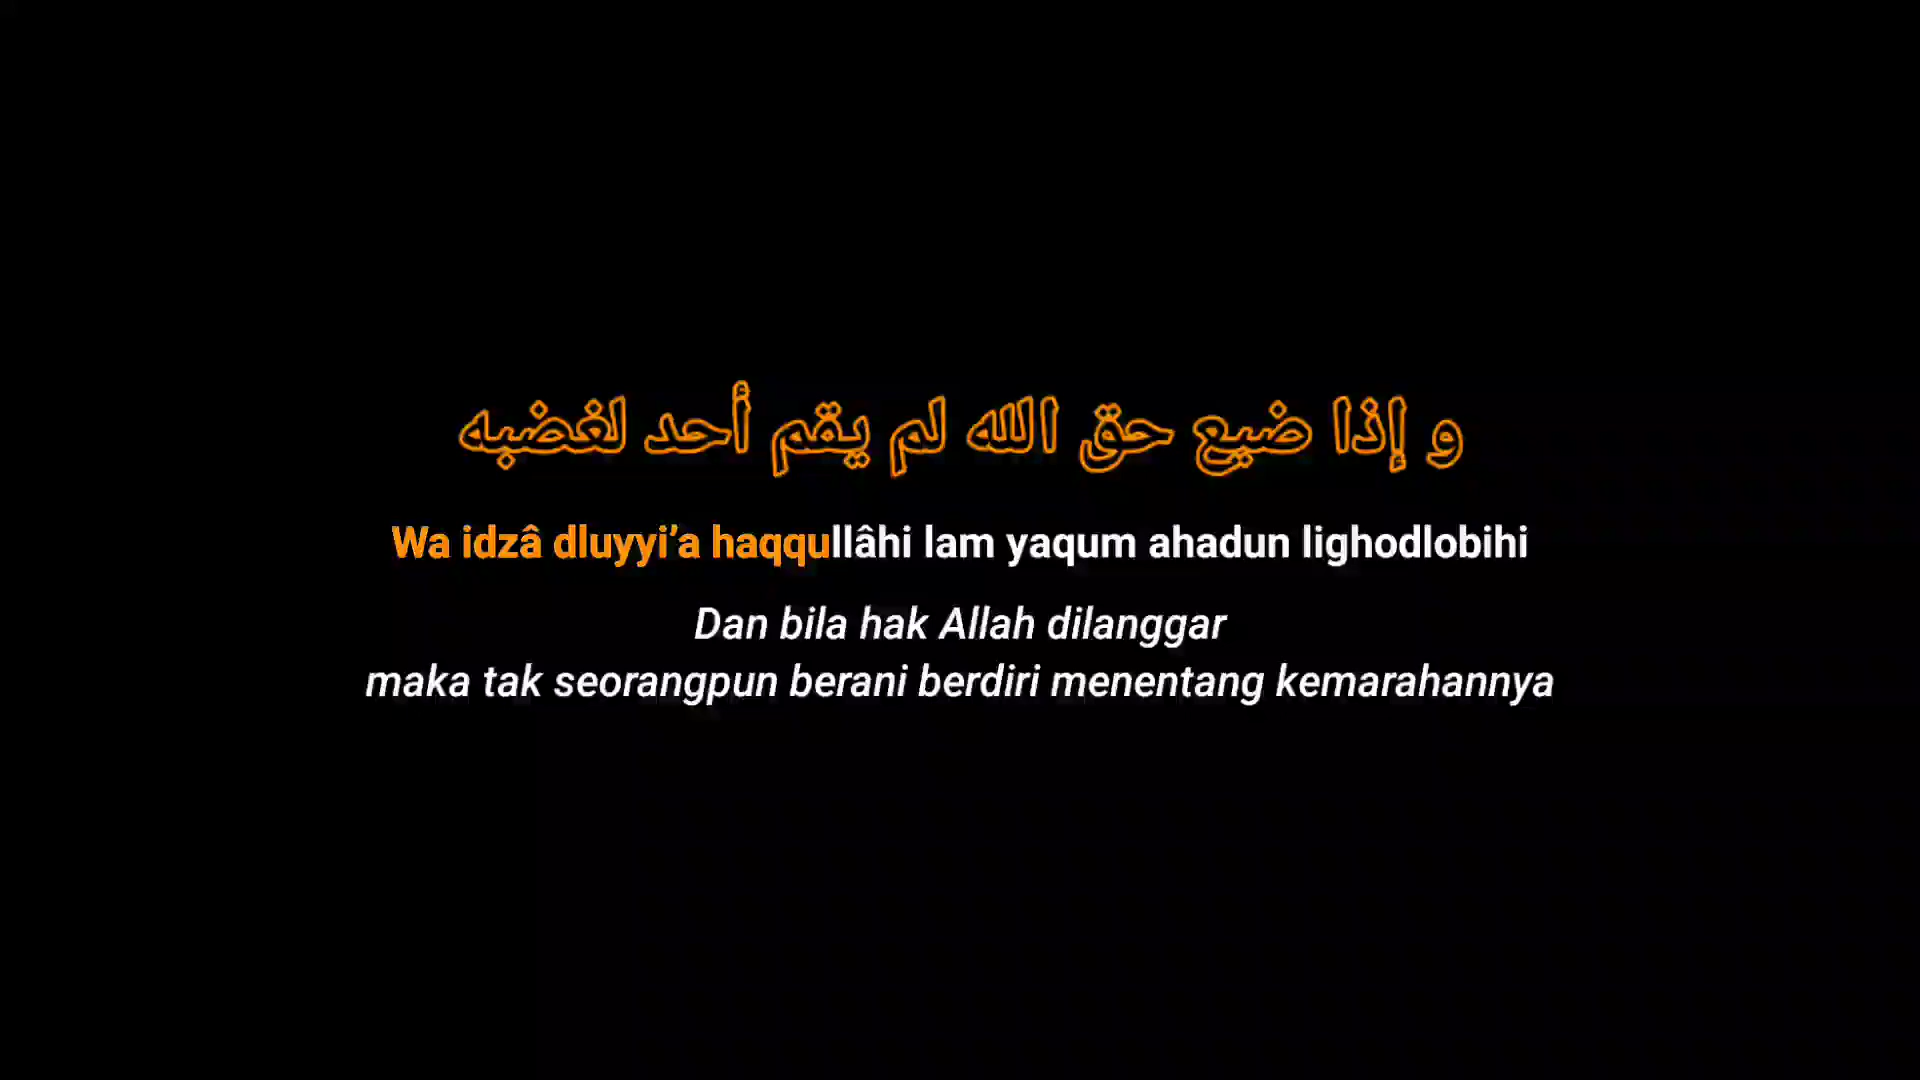 و إذا ضيع حق الله لم يقم أحد لغضبه
Wa idzâ dluyyi’a haqqullâhi lam yaqum ahadun lighodlobihi
Dan bila hak Allah dilanggar
maka tak seorangpun berani berdiri menentang kemarahannya